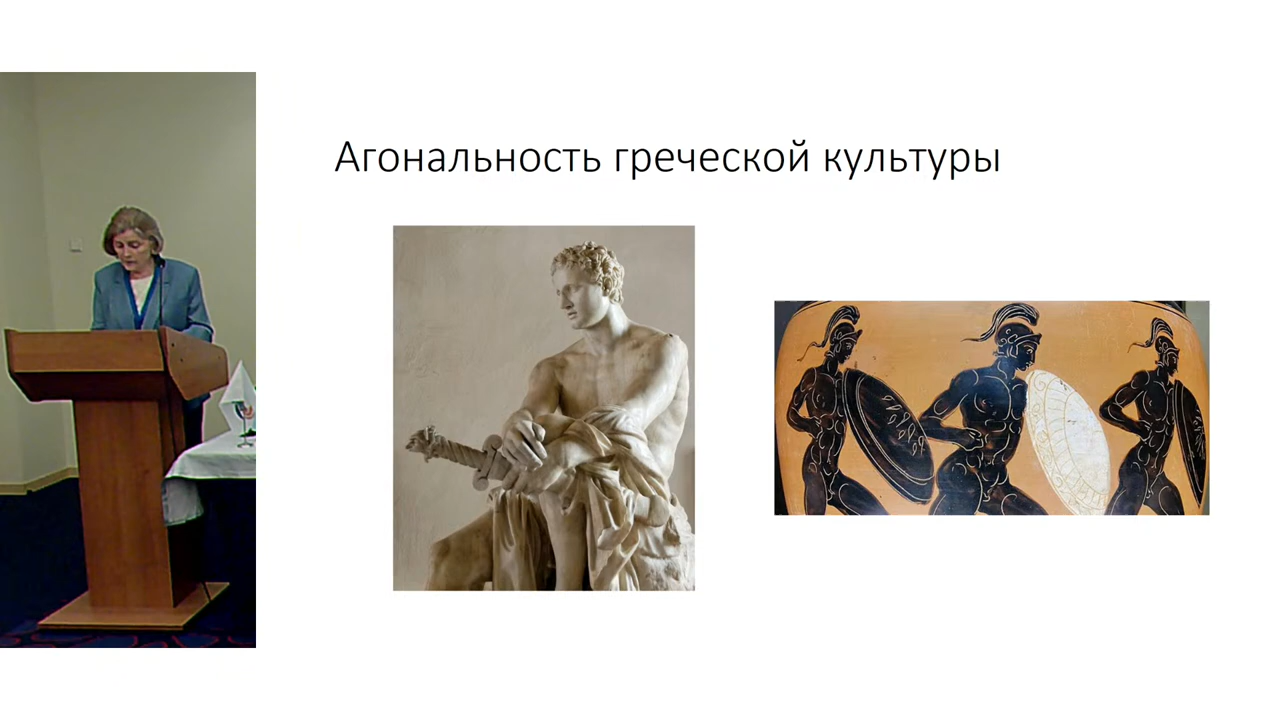 Агональность греческой культуры